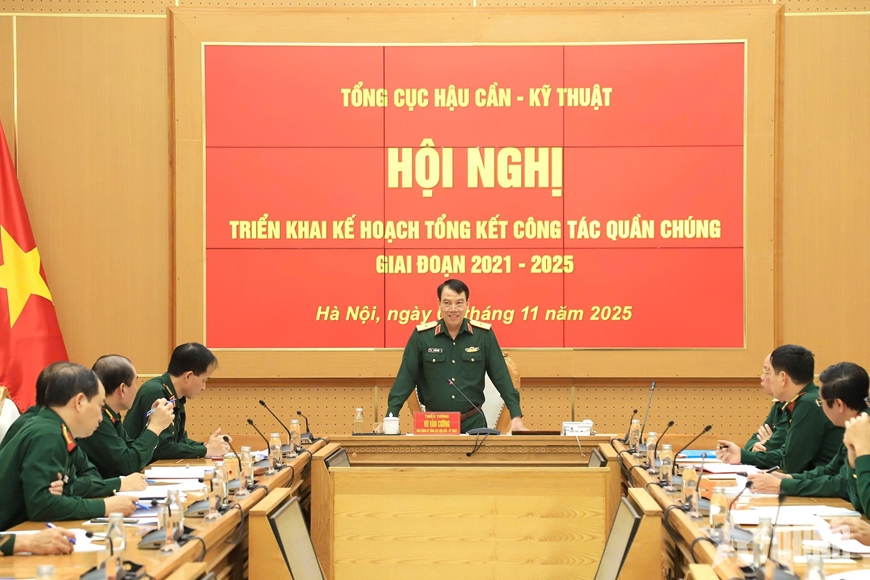 TỔNG CỤC HẬU CẦN - KỸ THUẬT
HỘI NGHỊ
TRIỂN KHAI KẾ HOẠCH TỔNG KẾT CÔNG TÁC QUẦN CHÚNG
GIAI ĐOẠN 2021 - 2025
Hà Nội, ngày tháng 11 năm 2025
THIẾU TƯỚNG
VÕ VĂN CƯỜNG